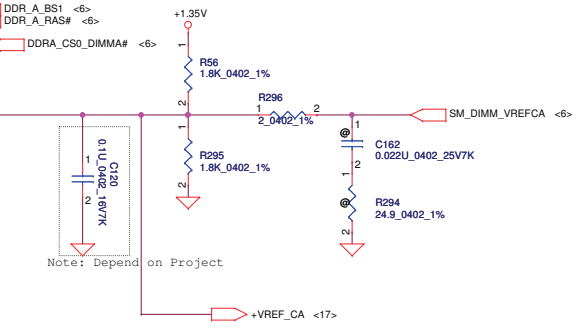 DDR_A_BS1 <6>
DDR_A_RAS# <6>
DDRA_CS0_DIMMA# <6>
+1.35V
1
R56
1.8K_0402_1%
2
R296
1 2
2_0402_1%
SM_DIMM_VREFCA <6>
1
R295
1.8K_0402_1%
2
@
1
C162
0.022U_0402_25V7K
2
1
@
R294
24.9_0402_1%
2
1
C120
0.1U_0402_16V7K
2
Note: Depend on Project
+VREF_CA <17>